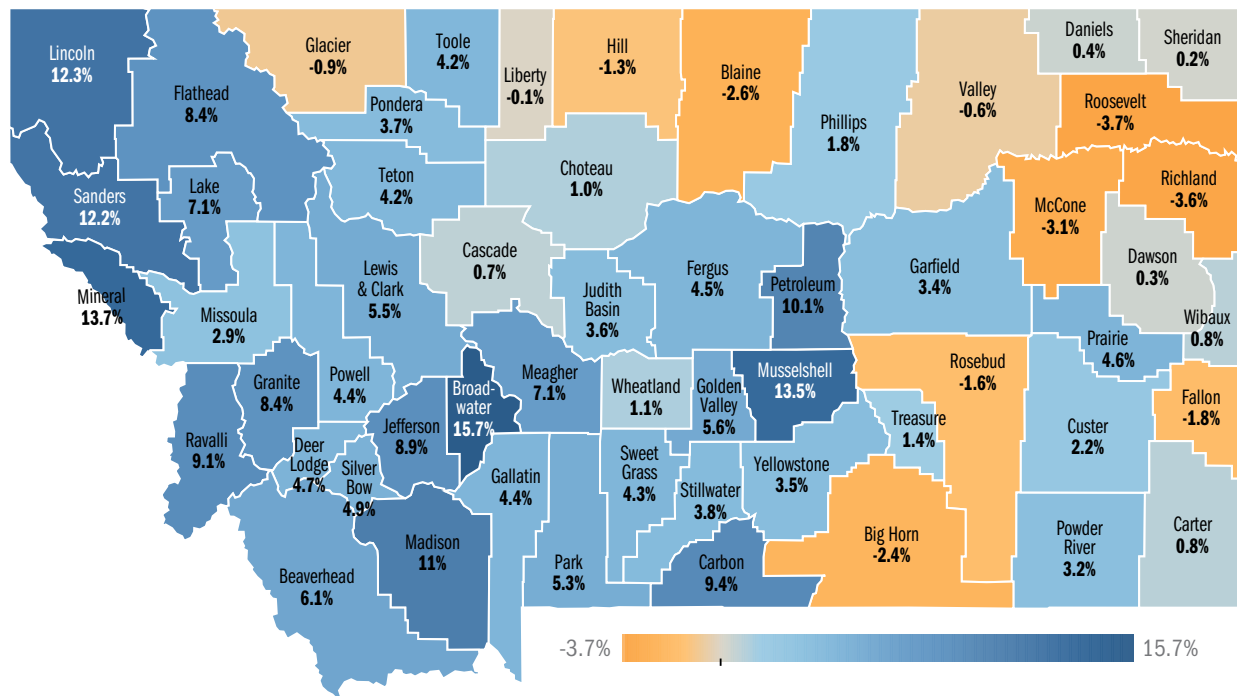 Lincoln
12.3%
Flathead
8.4%
Glacier
-0.9%
Toole
4.2%
Liberty
-0.1%
Hill
-1.3%
Blaine
-2.6%
Phillips
1.8%
Valley
-0.6%
Daniels
0.4%
Sheridan
0.2%
Roosevelt
-3.7%
Pondera
3.7%
Teton
4.2%
Choteau
1.0%
Sanders
12.2%
Lake
7.1%
McCone
-3.1%
Richland
-3.6%
Mineral
13.7%
Missoula
2.9%
Lewis
& Clark
5.5%
Cascade
0.7%
Judith
Basin
3.6%
Fergus
4.5%
Petroleum
10.1%
Garfield
3.4%
Dawson
0.3%
Wibaux
0.8%
Prairie
4.6%
Granite
8.4%
Powell
4.4%
Broad-
water
15.7%
Meagher
7.1%
Wheatland
1.1%
Golden
Valley
5.6%
Musselshell
13.5%
Rosebud
-1.6%
Treasure
1.4%
Custer
2.2%
Fallon
-1.8%
Ravalli
9.1%
Deer
Lodge
4.7%
Silver
Bow
4.9%
Jefferson
8.9%
Gallatin
4.4%
Sweet
Grass
4.3%
Stillwater
3.8%
Yellowstone
3.5%
Beaverhead
6.1%
Madison
11%
Park
5.3%
Carbon
9.4%
Big Horn
-2.4%
Powder
River
3.2%
Carter
0.8%
-3.7%
15.7%